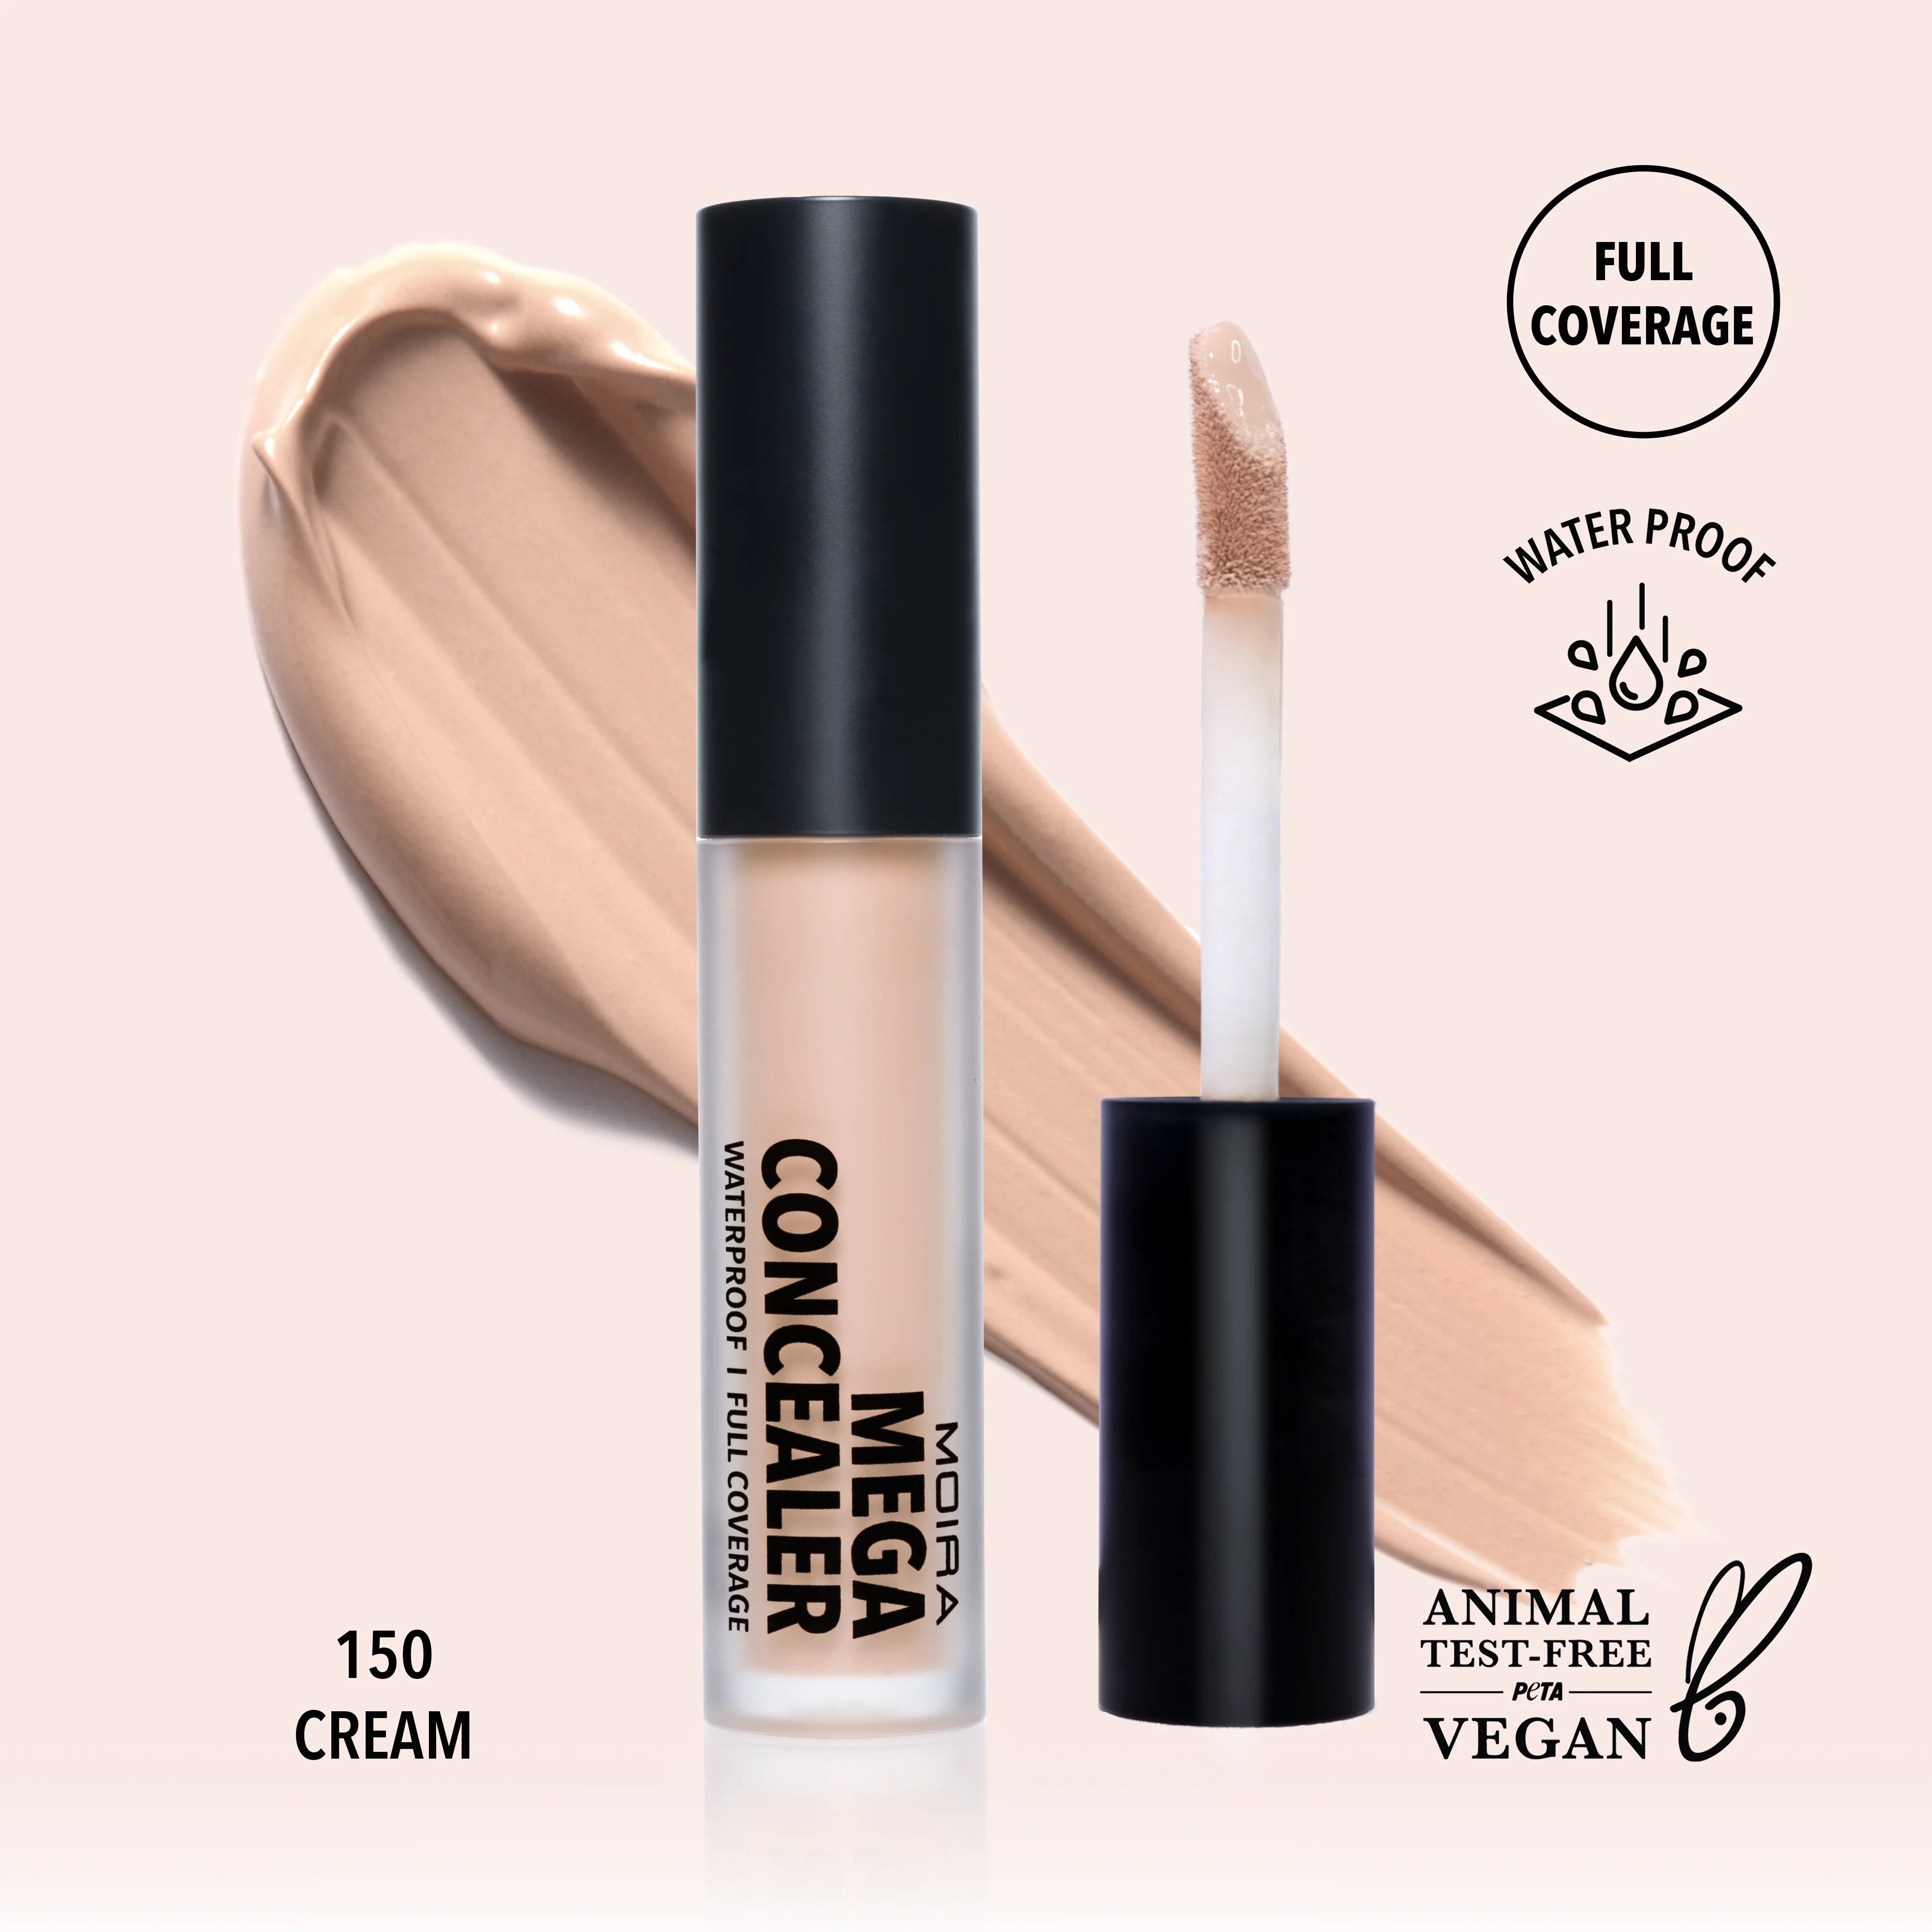 FULL
COVERAGE
WATER PROOF
MOIRA
MEGA
CONCEALER
WATERPROOF I FULL COVERAGE
150
CREAM
ANIMAL
TEST-FREE
PeTA
VEGAN